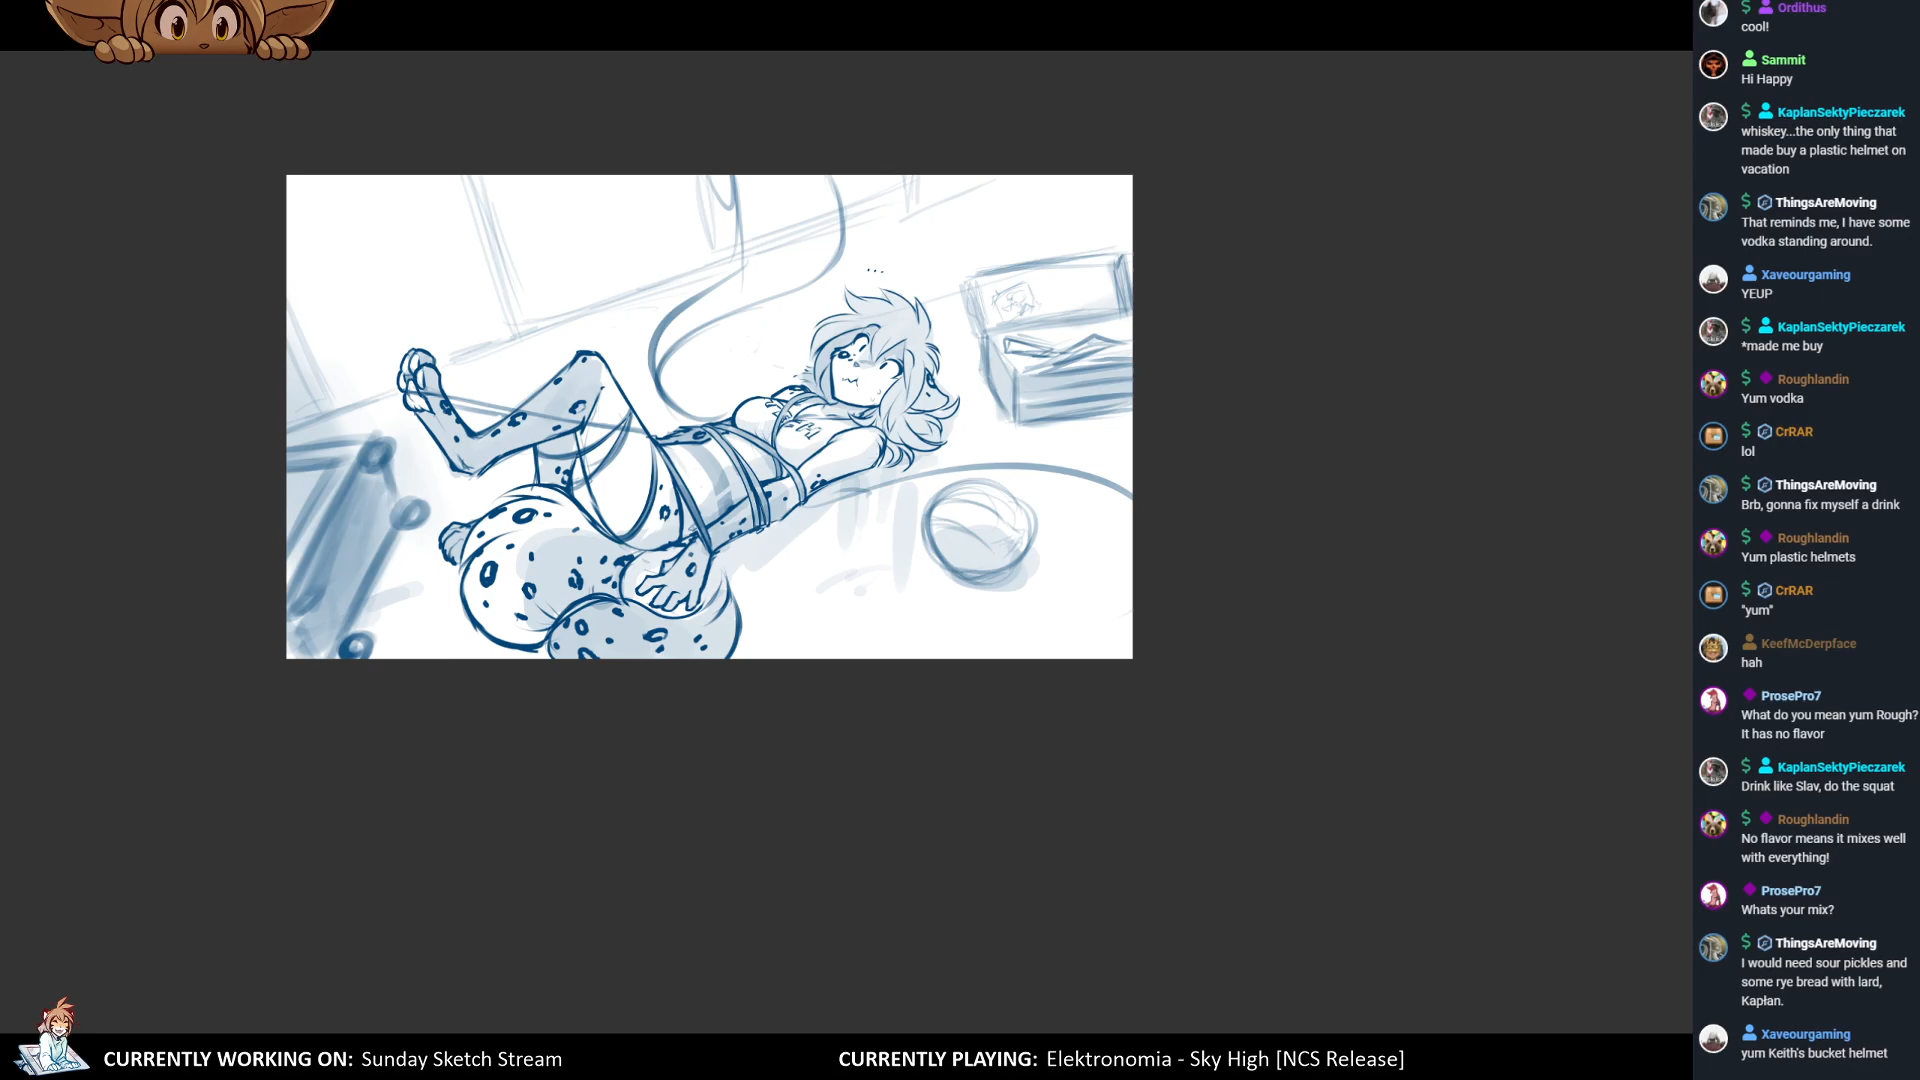 Ordithus
cool!
Sammit
Hi Happy
KaplanSektyPieczarek
whiskey...the only thing that
made buy a plastic helmet on
vacation
ThingsAreMoving
That reminds me, I have some
vodka standing around.
Xaveourgaming
YEUP
KaplanSektyPieczarek
*made me buy
Roughlandin
Yum vodka
CrRAR
lol
ThingsAreMoving
Brb, gonna fix myself a drink
Roughlandin
Yum plastic helmets
CrRAR
"yum"
KeefMcDerpface
hah
ProsePro7
What do you mean yum Rough?
It has no flavor
KaplanSektyPieczarek
Drink like Slav, do the squat
Roughlandin
No flavor means it mixes well
with everything!
ProsePro7
Whats your mix?
ThingsAreMoving
I would need sour pickles and
some rye bread with lard,
Kapłan.
Xaveourgaming
yum Keith's bucket helmet
...
CURRENTLY WORKING ON: Sunday Sketch Stream
CURRENTLY PLAYING: Elektronomia - Sky High [NCS Release]